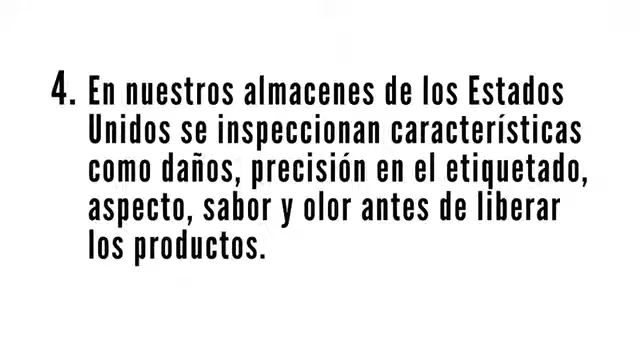 4. En nuestros almacenes de los Estados
Unidos se inspeccionan características
como daños, precisión en el etiquetado,
aspecto, sabor y olor antes de liberar
los productos.